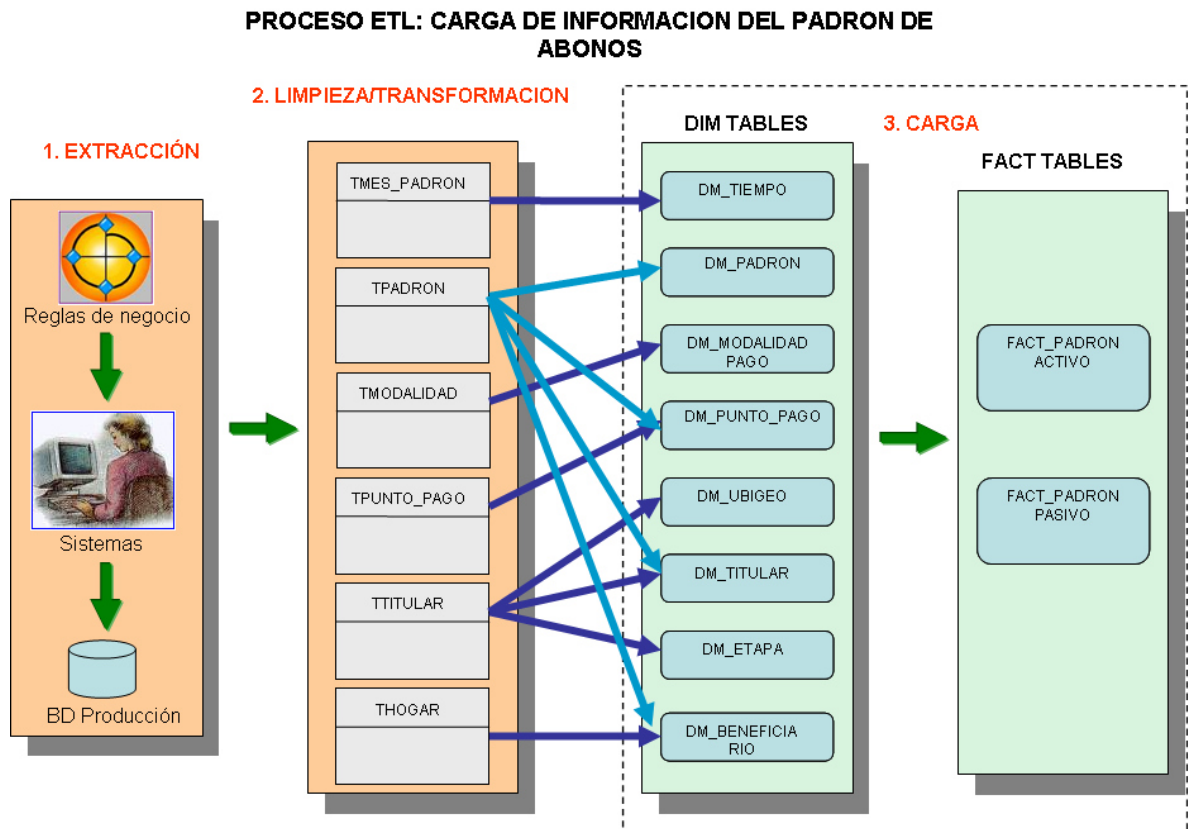 PROCESO ETL: CARGA DE INFORMACION DEL PADRON DE
ABONOS
1. EXTRACCIÓN
Reglas de negocio
Sistemas
BD Producción
2. LIMPIEZA/TRANSFORMACION
TMES_PADRON
TPADRON
TMODALIDAD
TPUNTO_PAGO
TTITULAR
THOGAR
3. CARGA
DIM TABLES
DM_TIEMPO
DM_PADRON
DM_MODALIDAD
PAGO
DM_PUNTO_PAGO
DM_UBIGEO
DM_TITULAR
DM_ETAPA
DM_BENEFICIA
RIO
FACT TABLES
FACT_PADRON
ACTIVO
FACT_PADRON
PASIVO